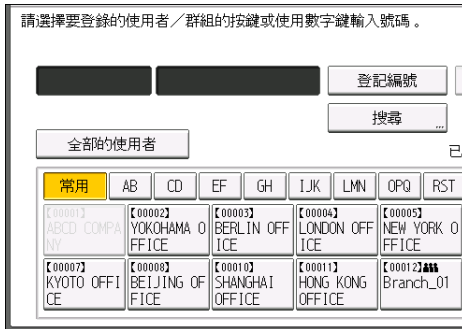 請選擇要登錄的使用者／群組的按鍵或使用數字鍵輸入號碼。
登記編號
搜尋 ...
全部的使用者
已
常用 AB CD EF GH IJK LMN OPQ RST
【00001】 【00002】 【00003】 【00004】 【00005】
ABCD COMPA YOKOHAMA O BERLIN OFF LONDON OFF NEW YORK O
NY FFICE ICE ICE FFICE
【00007】 【00008】 【00010】 【00011】 【00012】
KYOTO OFFI BEIJING OF SHANGHAI HONG KONG Branch_01
CE FICE OFFICE OFFICE